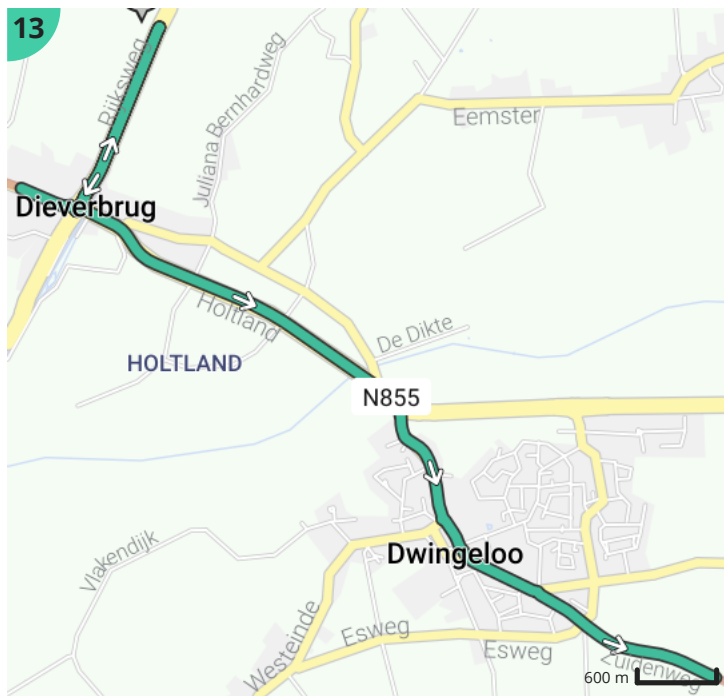 13
Rijksweg
Juliana Bernhardweg
Eemster
Dieverbrug
Holtland
De Dikte
HOLTLAND
N855
Vlakendijk
Dwingeloo
Westeinde
Esweg
Esweg
Zuidenweg
600 m